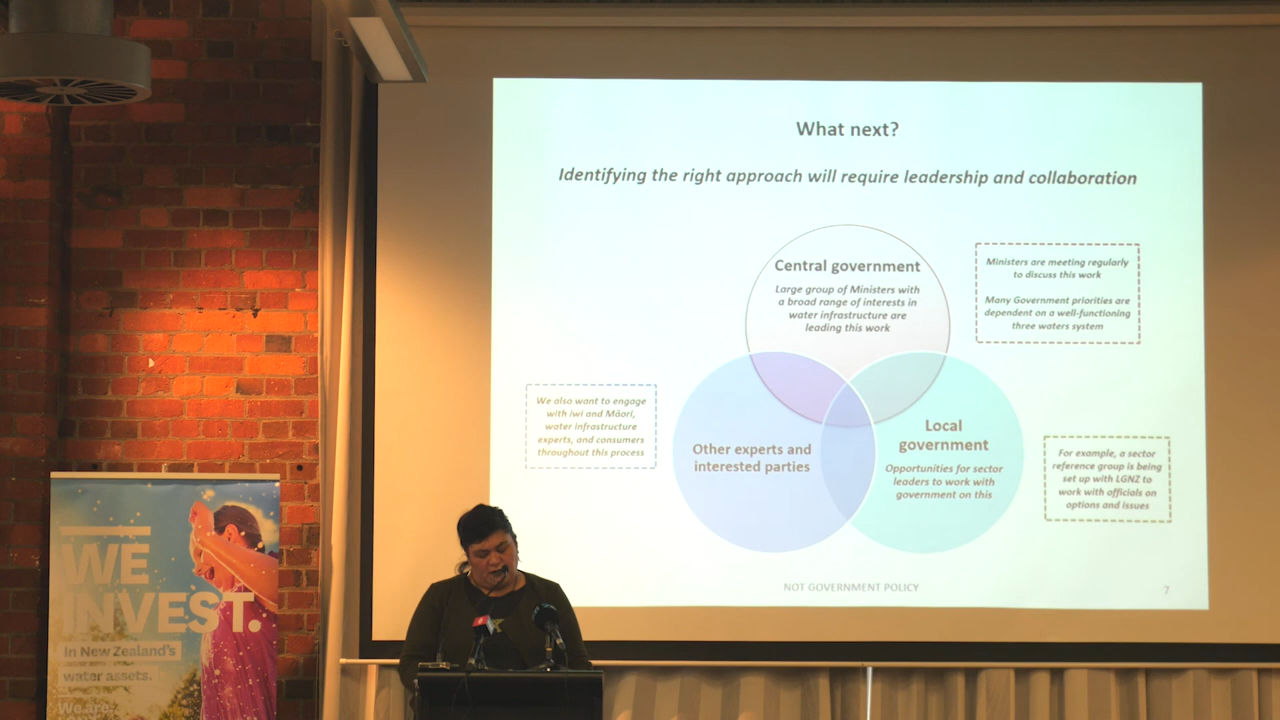 What next?
Identifying the right approach will require leadership and collaboration
Central government
Large group of Ministers with
a broad range of interests in
water infrastructure are
leading this work
Ministers are meeting regularly
to discuss this work
Many Government priorities are
dependent on a well-functioning
three waters system
We also want to engage
with iwi and Māori,
water infrastructure
experts, and consumers
throughout this process
Other experts and
interested parties
Local
government
Opportunities for sector
leaders to work with
government on this
For example, a sector
reference group is being
set up with LGNZ to
work with officials on
options and issues
NOT GOVERNMENT POLICY
7
WE
INVEST.
In New Zealand's
water assets.
We are